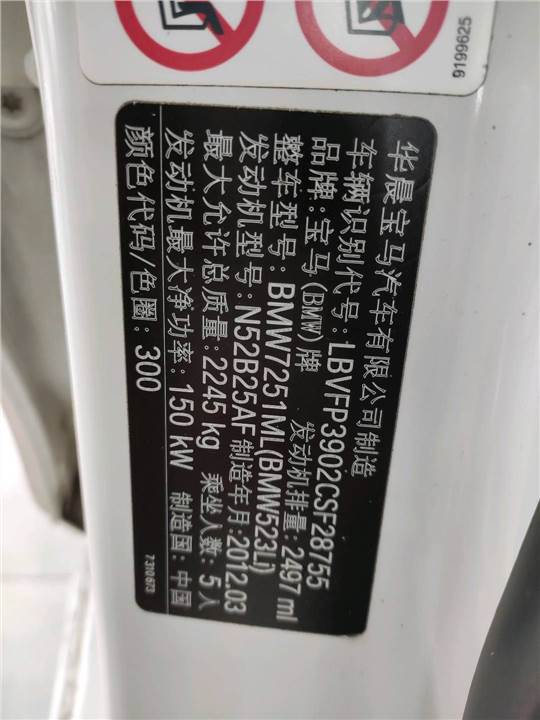 9199625
华晨宝马汽车有限公司制造
车辆识别代号: LBVFP3902CSF28755
品牌: 宝马(BMW)牌 发动机排量: 2497 ml
整车型号: BMW7251ML(BMW523Li)
发动机型号: N52B25AF 制造年月: 2012.03
最大允许总质量: 2245 kg 乘坐人数: 5人
发动机最大净功率: 150 kW 制造国: 中国
颜色代码/色圈: 300
7 310 673